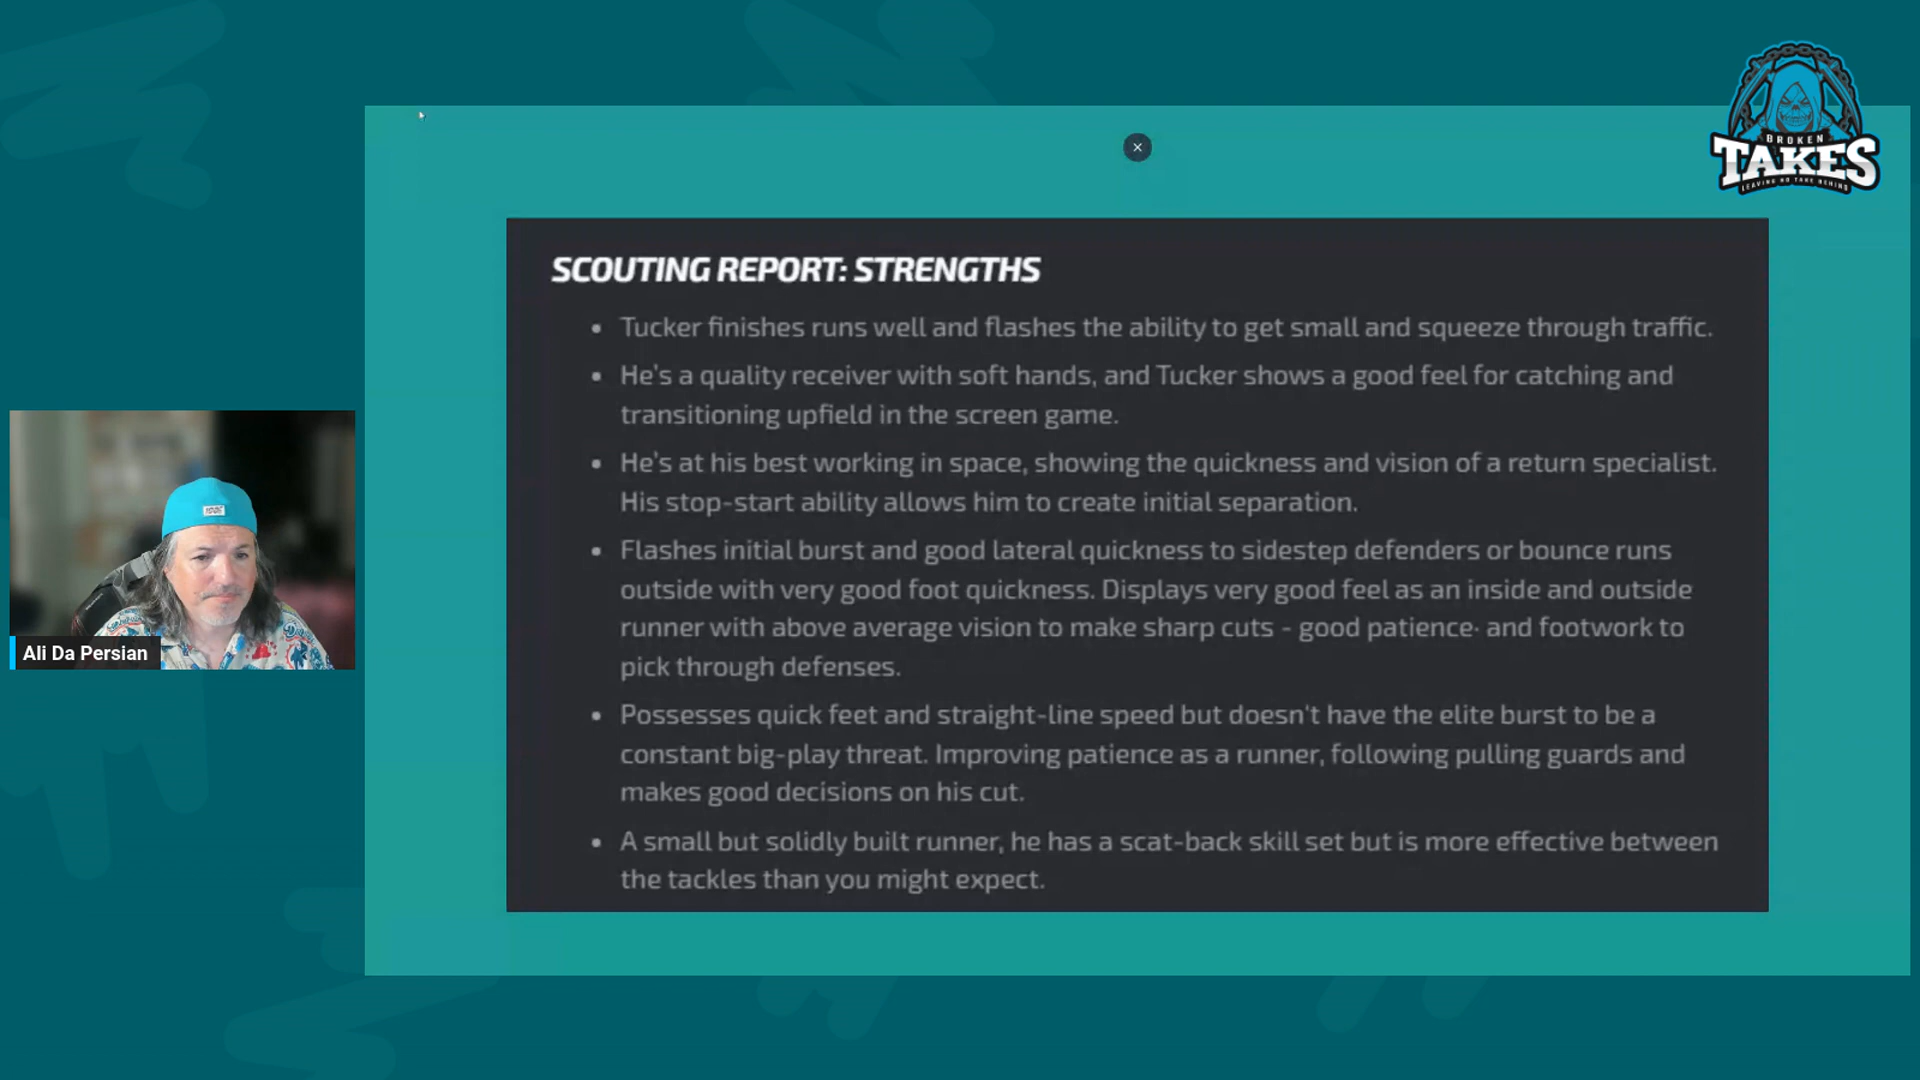 BROKEN
TAKES
LEAVING NO TAKE BEHIND
SCOUTING REPORT: STRENGTHS
• Tucker finishes runs well and flashes the ability to get small and squeeze through traffic.
• He's a quality receiver with soft hands, and Tucker shows a good feel for catching and
transitioning upfield in the screen game.
• He's at his best working in space, showing the quickness and vision of a return specialist.
His stop-start ability allows him to create initial separation.
• Flashes initial burst and good lateral quickness to sidestep defenders or bounce runs
outside with very good foot quickness. Displays very good feel as an inside and outside
runner with above average vision to make sharp cuts - good patience· and footwork to
pick through defenses.
• Possesses quick feet and straight-line speed but doesn't have the elite burst to be a
constant big-play threat. Improving patience as a runner, following pulling guards and
makes good decisions on his cut.
• A small but solidly built runner, he has a scat-back skill set but is more effective between
the tackles than you might expect.
Ali Da Persian